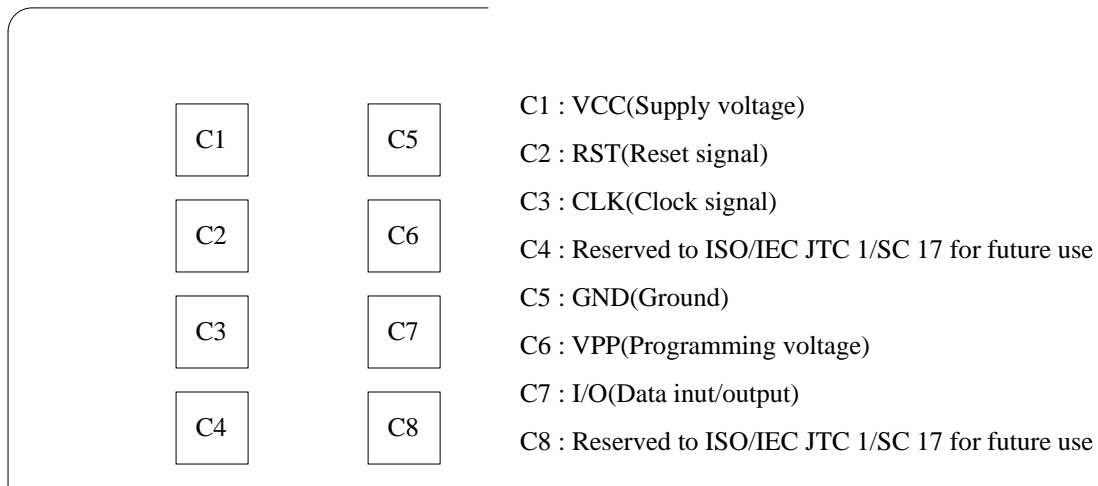 C1 C5
C2 C6
C3 C7
C4 C8
C1 : VCC(Supply voltage)
C2 : RST(Reset signal)
C3 : CLK(Clock signal)
C4 : Reserved to ISO/IEC JTC 1/SC 17 for future use
C5 : GND(Ground)
C6 : VPP(Programming voltage)
C7 : I/O(Data inut/output)
C8 : Reserved to ISO/IEC JTC 1/SC 17 for future use